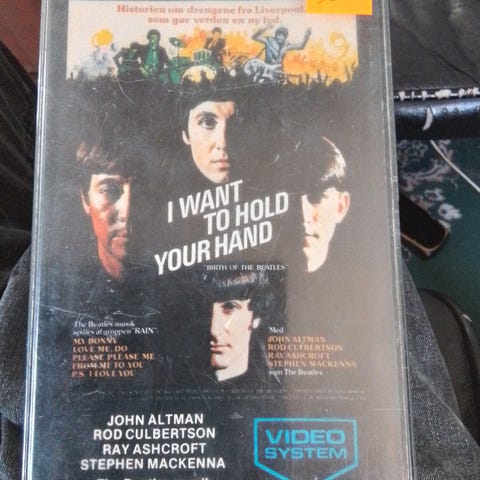 Historien om drengene fra Liverpool.
som gav verden en ny lyd.
I WANT
TO HOLD
YOUR HAND
"BIRTH OF THE BEATLES"
The Beatles musik
spilles af gruppen "RAIN":
MY BONNY
LOVE ME, DO
PLEASE PLEASE ME
FROM ME TO YOU
P.S. I LOVE YOU
Med
JOHN ALTMAN
ROD CULBERTSON
RAY ASHCROFT
STEPHEN MACKENNA
som The Beatles
JOHN ALTMAN
ROD CULBERTSON
RAY ASHCROFT
STEPHEN MACKENNA
VIDEO
SYSTEM